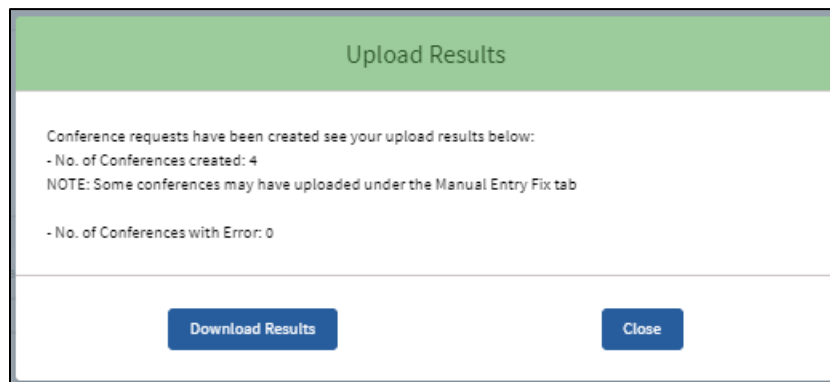 Upload Results
Conference requests have been created see your upload results below:
- No. of Conferences created: 4
NOTE: Some conferences may have uploaded under the Manual Entry Fix tab
- No. of Conferences with Error: 0
Download Results
Close